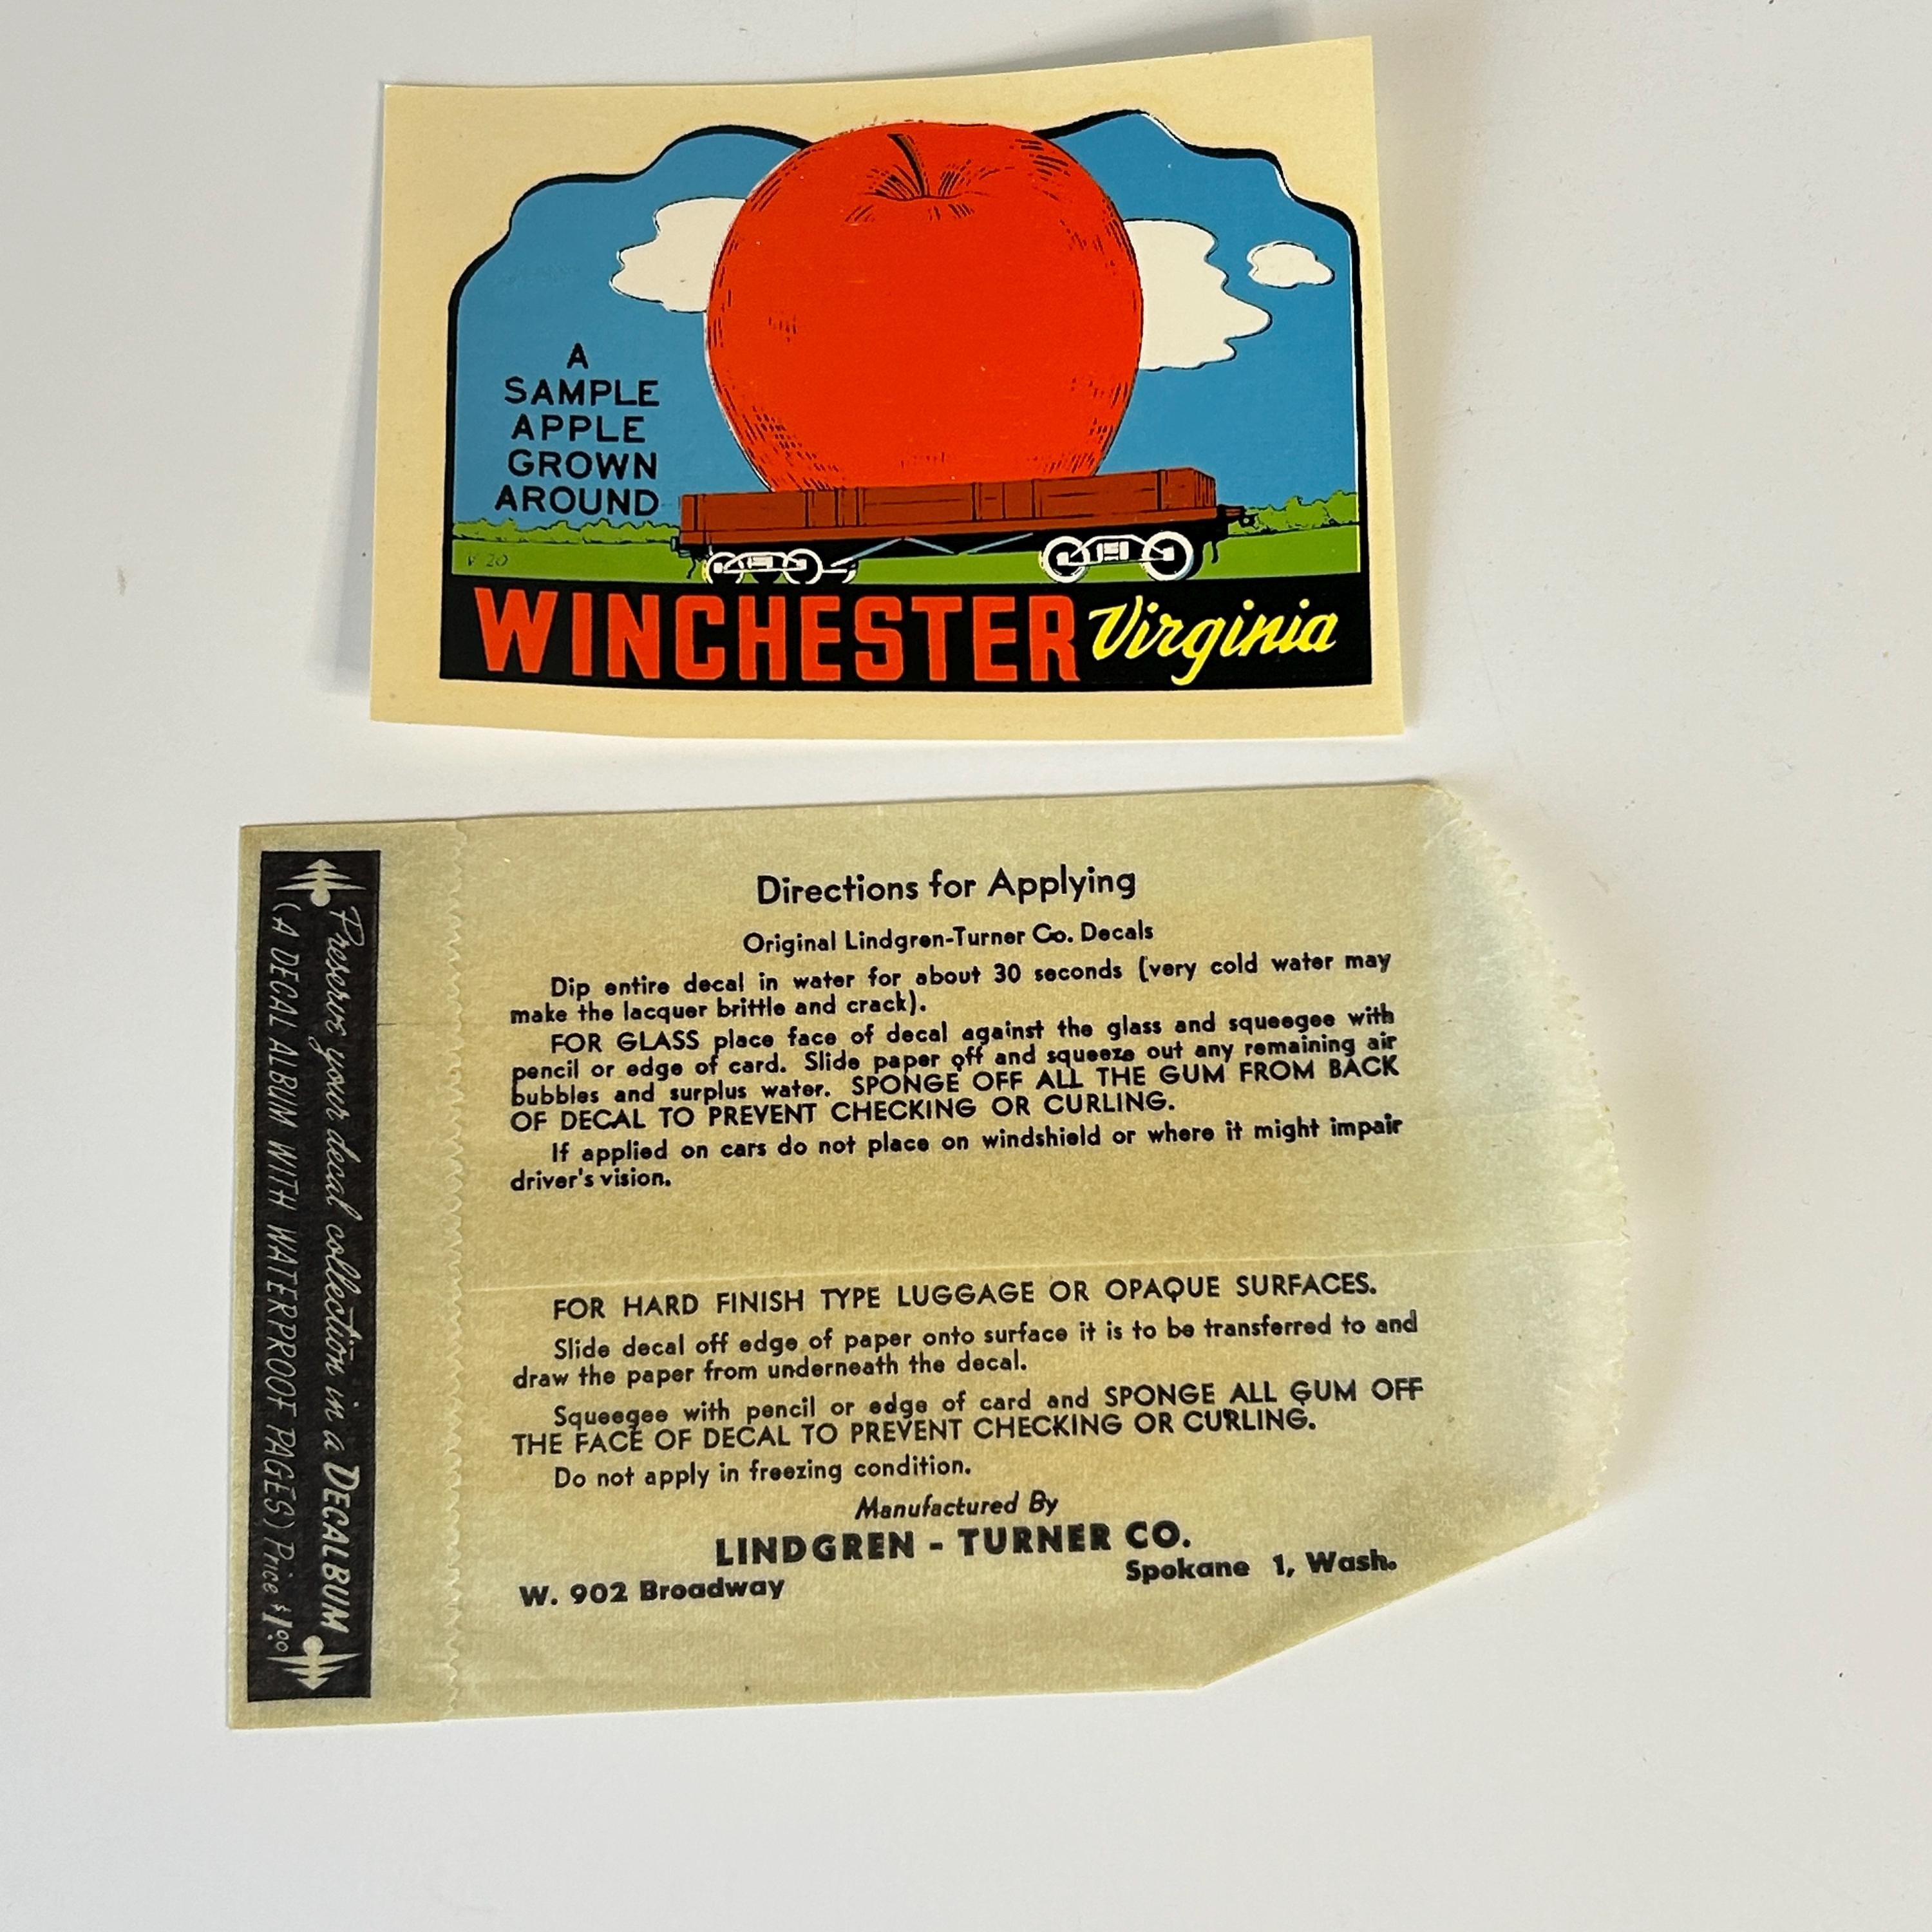 A
SAMPLE
APPLE
GROWN
AROUND
V 20
WINCHESTER Virginia
Preserve your decal collection in a DECALBUM
(A DECAL ALBUM WITH WATERPROOF PAGES) Price $1.00
Directions for Applying
Original Lindgren-Turner Co. Decals
Dip entire decal in water for about 30 seconds (very cold water may
make the lacquer brittle and crack).
FOR GLASS place face of decal against the glass and squeegee with
pencil or edge of card. Slide paper off and squeeze out any remaining air
bubbles and surplus water. SPONGE OFF ALL THE GUM FROM BACK
OF DECAL TO PREVENT CHECKING OR CURLING.
If applied on cars do not place on windshield or where it might impair
driver's vision.
FOR HARD FINISH TYPE LUGGAGE OR OPAQUE SURFACES.
Slide decal off edge of paper onto surface it is to be transferred to and
draw the paper from underneath the decal.
Squeegee with pencil or edge of card and SPONGE ALL GUM OFF
THE FACE OF DECAL TO PREVENT CHECKING OR CURLING.
Do not apply in freezing condition.
Manufactured By
LINDGREN - TURNER CO.
W. 902 Broadway Spokane 1, Wash.